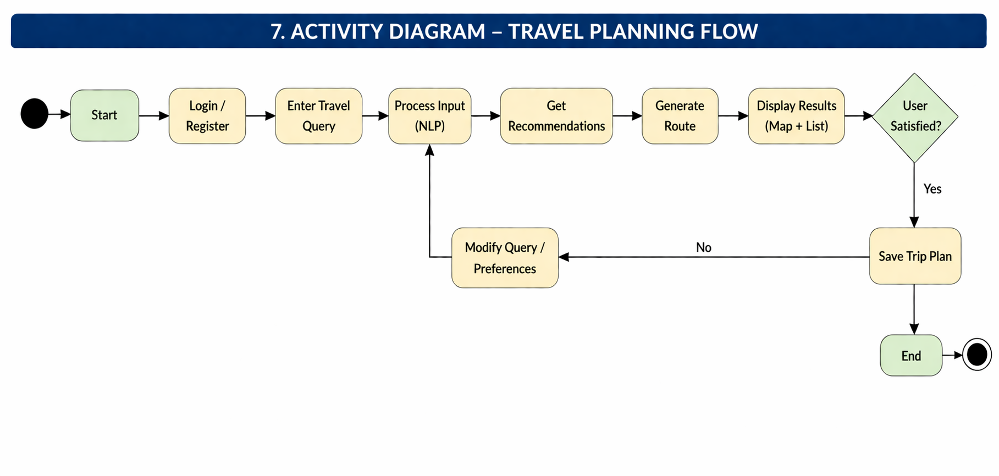 7. ACTIVITY DIAGRAM – TRAVEL PLANNING FLOW
Start
Login /
Register
Enter Travel
Query
Process Input
(NLP)
Get
Recommendations
Generate
Route
Display Results
(Map + List)
User
Satisfied?
Yes
Modify Query /
Preferences
No
Save Trip Plan
End